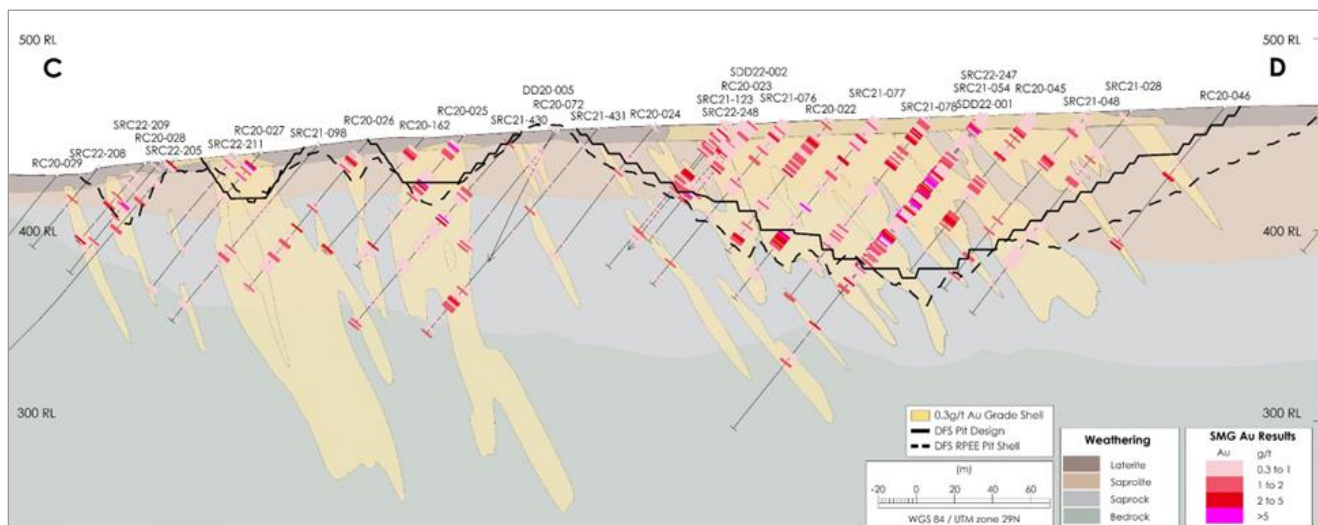 500 RL
500 RL
C
D
SDD22-002
RC20-023
SRC21-123
SRC21-076
SRC22-248
SRC21-077
RC20-022
SRC21-078
SRC22-247
SRC21-054
RC20-045
SDD22-001
SRC21-028
SRC21-048
RC20-046
DD20-005
RC20-072
SRC21-431
RC20-024
SRC21-430
RC20-025
RC20-162
RC20-026
SRC21-098
RC20-027
SRC22-211
SRC22-209
RC20-028
SRC22-205
SRC22-208
RC20-029
400 RL
400 RL
300 RL
300 RL
0.3g/t Au Grade Shell
DFS Pit Design
DFS RPEE Pit Shell
(m)
-20 0 20 40 60
WGS 84 / UTM zone 29N
Weathering
Laterite
Saprolite
Saprock
Bedrock
SMG Au Results
Au g/t
0.3 to 1
1 to 2
2 to 5
>5